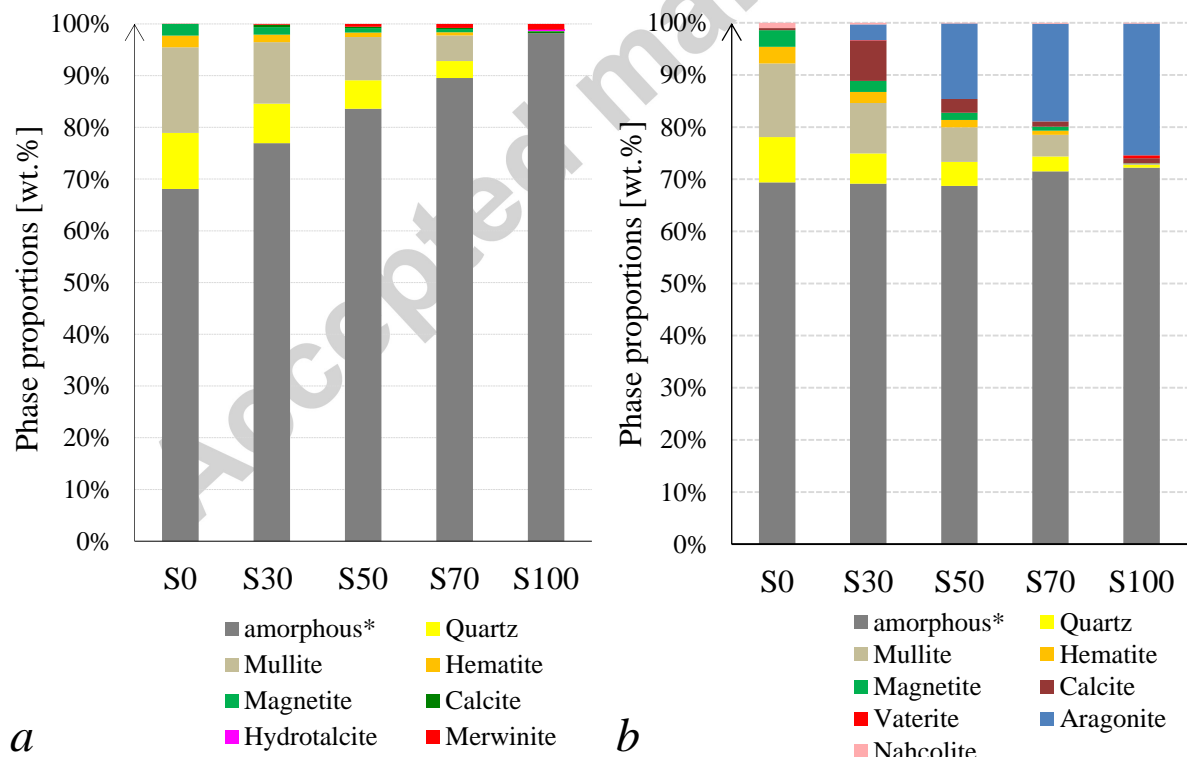 Phase proportions [wt.%]
100%
90%
80%
70%
60%
50%
40%
30%
20%
10%
0%
S0 S30 S50 S70 S100
amorphous* Quartz
Mullite Hematite
Magnetite Calcite
Hydrotalcite Merwinite
a
Phase proportions [wt.%]
100%
90%
80%
70%
60%
50%
40%
30%
20%
10%
0%
S0 S30 S50 S70 S100
amorphous* Quartz
Mullite Hematite
Magnetite Calcite
Vaterite Aragonite
Nahcolite
b
Accepted ma